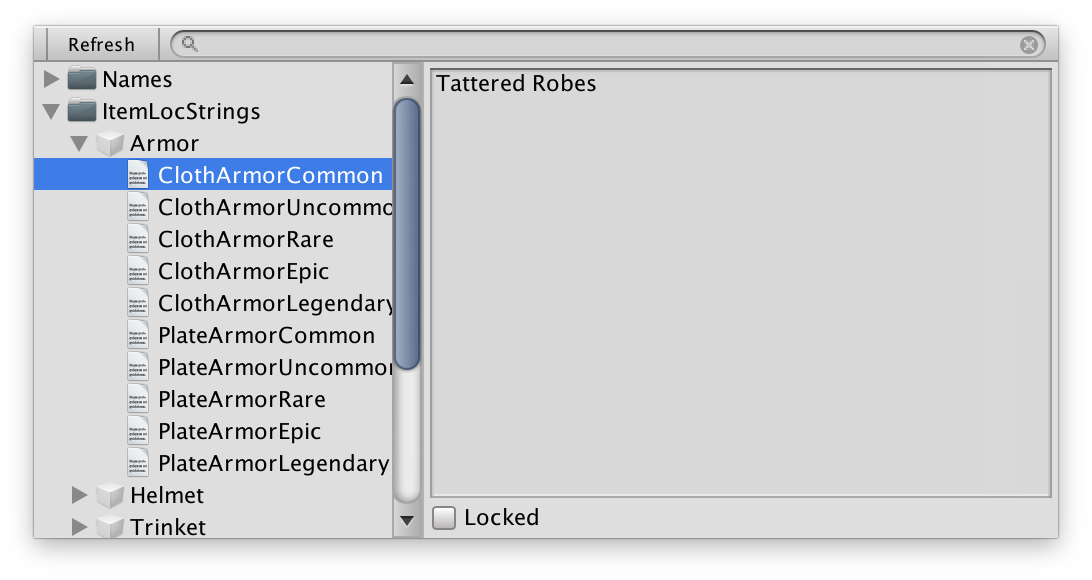 Refresh
Names
ItemLocStrings
Armor
ClothArmorCommon
ClothArmorUncommo
ClothArmorRare
ClothArmorEpic
ClothArmorLegendary
PlateArmorCommon
PlateArmorUncommon
PlateArmorRare
PlateArmorEpic
PlateArmorLegendary
Helmet
Trinket
Tattered Robes
Locked